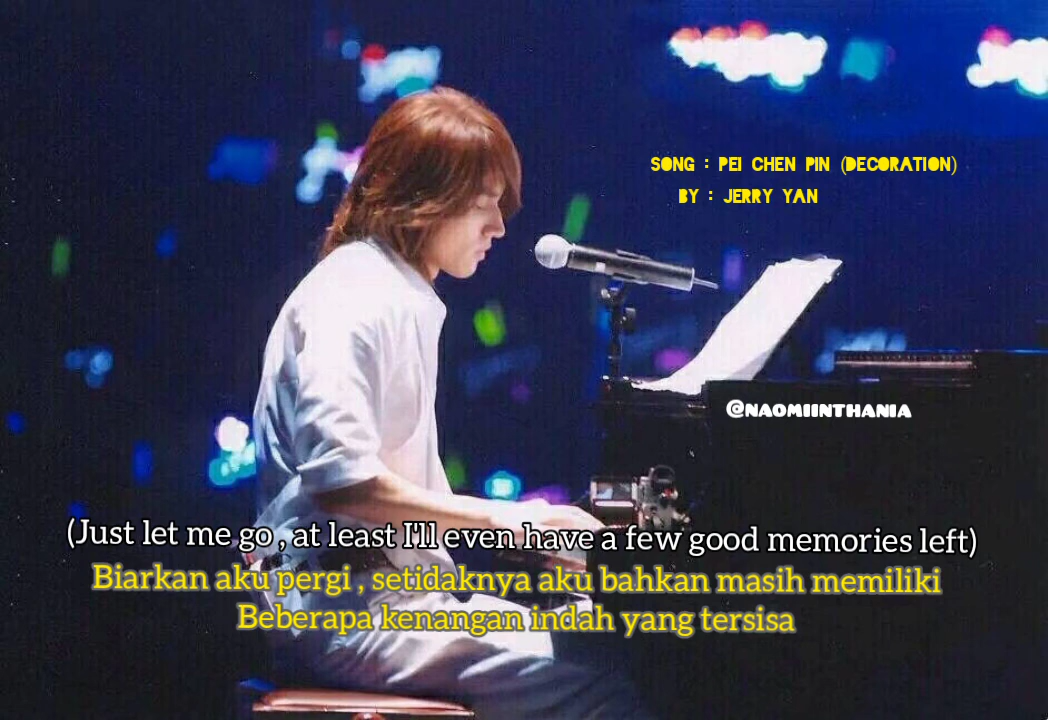 SONG : PEI CHEN PIN (DECORATION)
BY : JERRY YAN
@NAOMIINTHANIA
(Just let me go , at least I'll even have a few good memories left)
Biarkan aku pergi , setidaknya aku bahkan masih memiliki
Beberapa kenangan indah yang tersisa